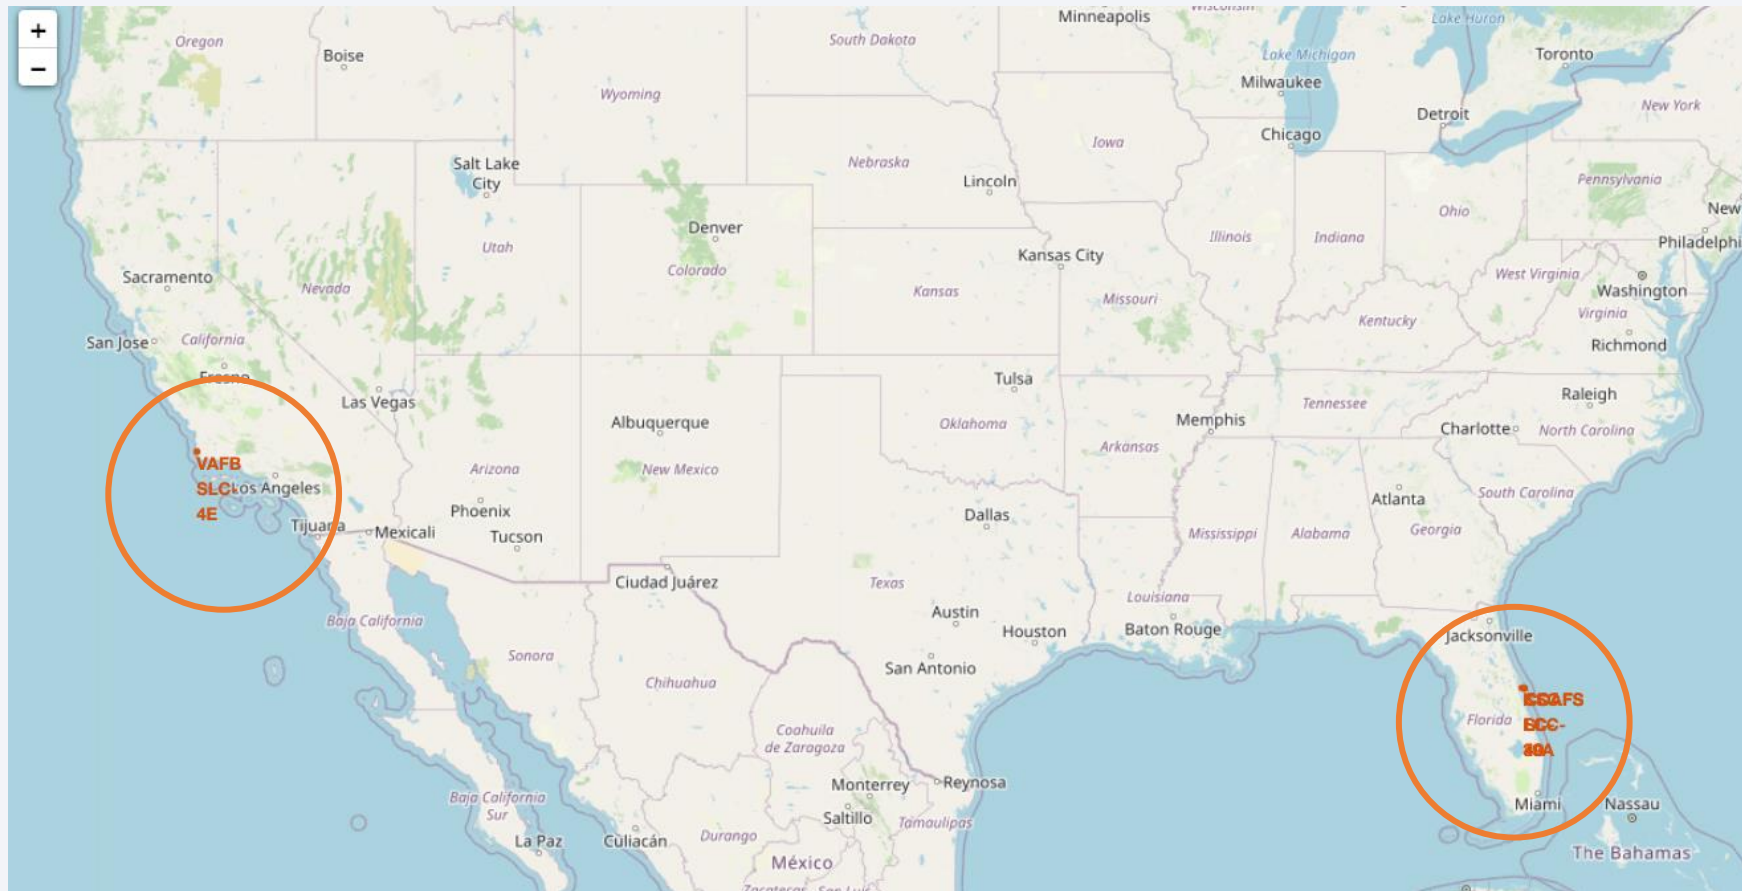 +
−
Oregon
Boise
Wyoming
South Dakota
Minneapolis
Wisconsin
Lake Huron
Lake Michigan
Toronto
Milwaukee
Detroit
New York
Chicago
Iowa
Salt Lake
City
Nebraska
Lincoln
Pennsylvania
Ohio
New
Philadelphi
Denver
Utah
Colorado
Illinois
Indiana
Kansas City
Sacramento
Nevada
Kansas
Missouri
West Virginia
Washington
Virginia
Kentucky
Richmond
San Jose
California
Fresno
Las Vegas
Tulsa
Albuquerque
Oklahoma
Memphis
Tennessee
Raleigh
Charlotte
North Carolina
Arkansas
VAFB
SLC-
4E
Los Angeles
Arizona
New Mexico
Phoenix
Tucson
Dallas
Atlanta
South Carolina
Mississippi
Alabama
Georgia
Tijuana
Mexicali
Ciudad Juárez
Texas
Louisiana
Austin
Houston
Baton Rouge
Jacksonville
Baja California
Sonora
Chihuahua
San Antonio
Florida
Coahuila
de Zaragoza
Monterrey
Reynosa
Saltillo
Tamaulipas
Miami
Nassau
Baja California
Sur
La Paz
Culiacán
Durango
México
The Bahamas
Zacatecas
San Luis